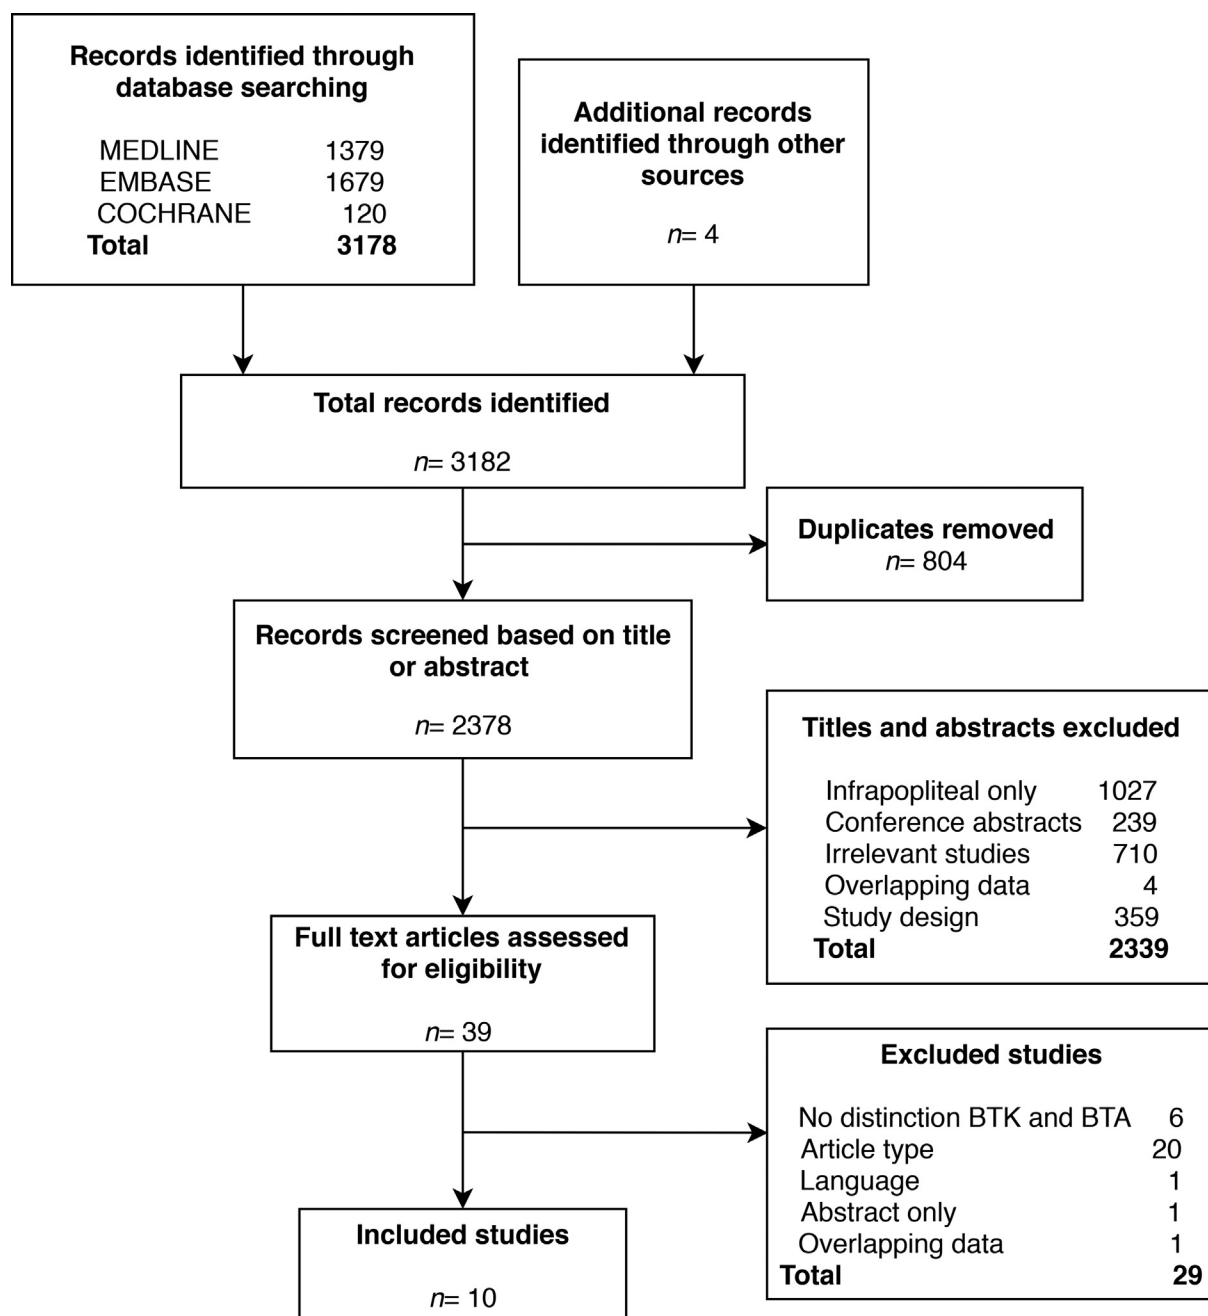 Records identified through
database searching
MEDLINE 1379
EMBASE 1679
COCHRANE 120
Total 3178
Additional records
identified through other
sources
n= 4
Total records identified
n= 3182
Duplicates removed
n= 804
Records screened based on title
or abstract
n= 2378
Titles and abstracts excluded
Infrapopliteal only 1027
Conference abstracts 239
Irrelevant studies 710
Overlapping data 4
Study design 359
Total 2339
Full text articles assessed
for eligibility
n= 39
Excluded studies
No distinction BTK and BTA 6
Article type 20
Language 1
Abstract only 1
Overlapping data 1
Total 29
Included studies
n= 10